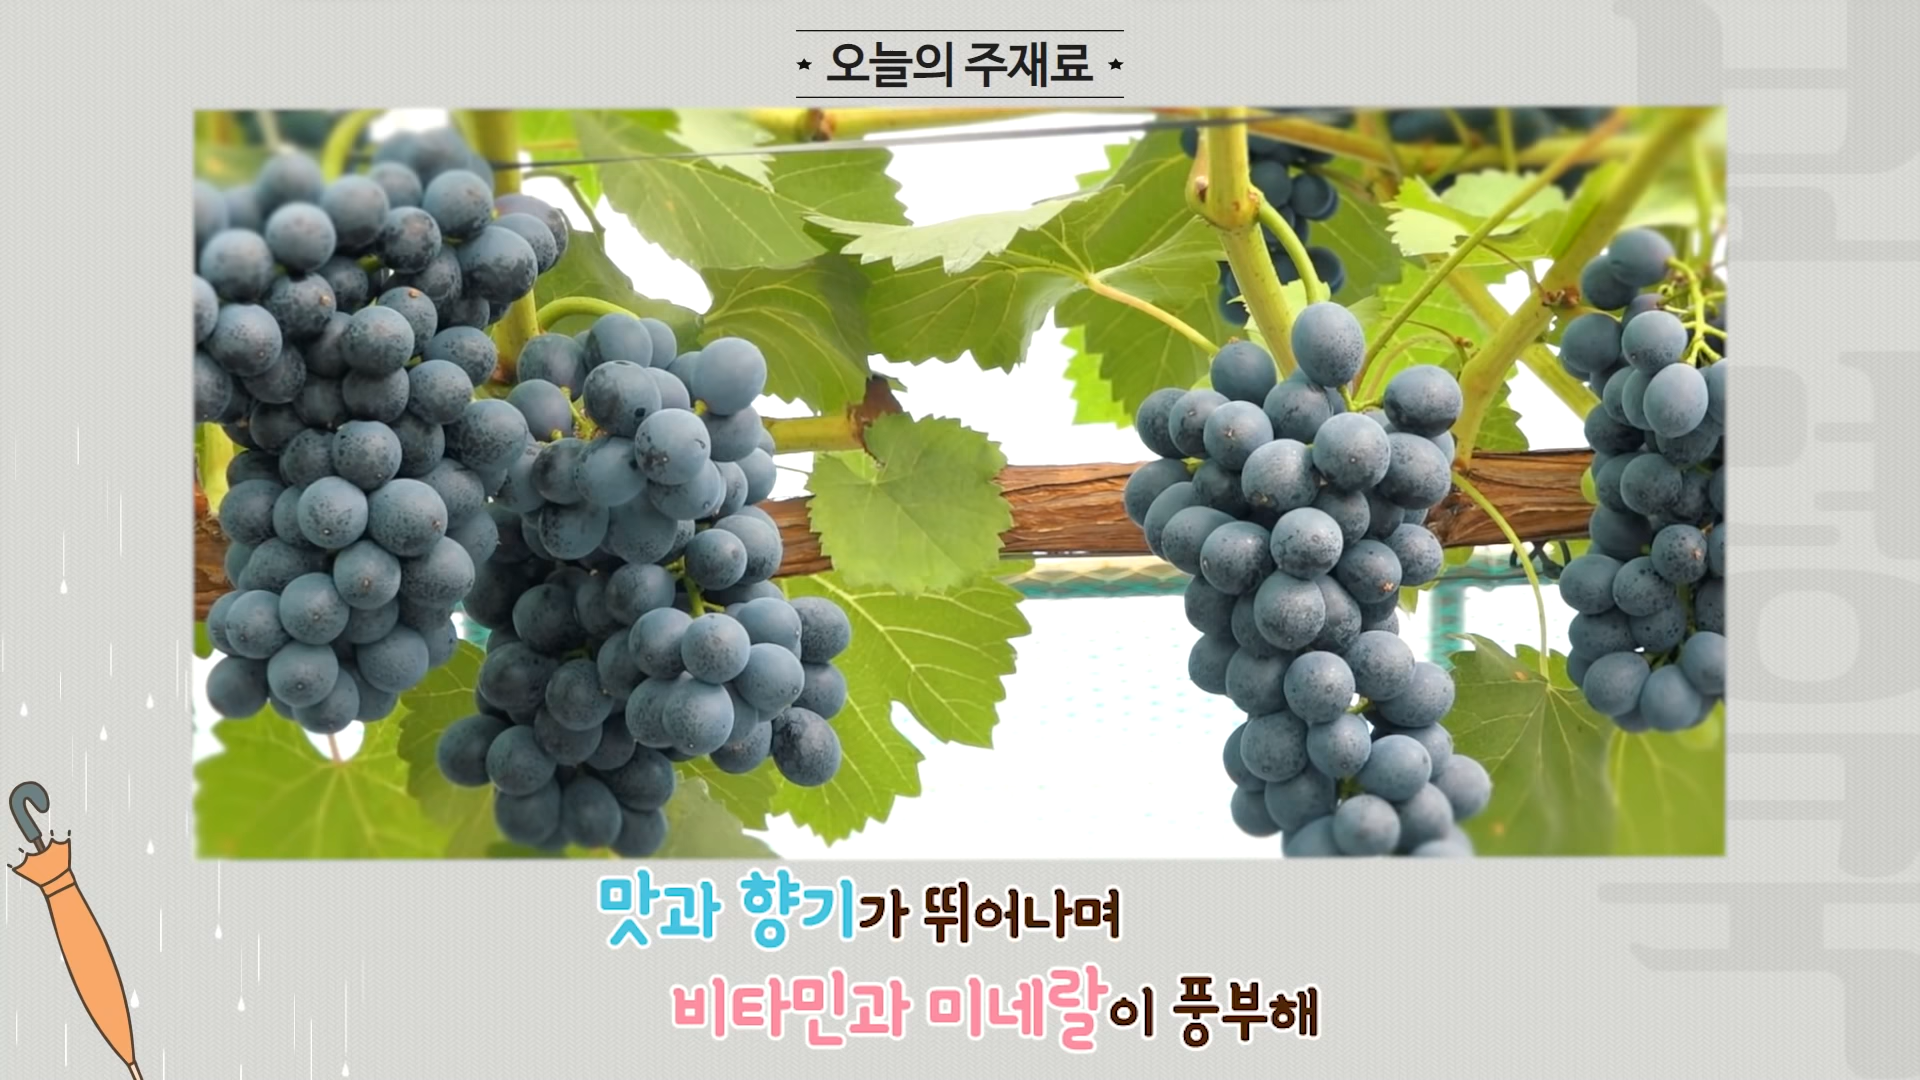 오늘의 주재료
맛과 향기가 뛰어나며
비타민과 미네랄이 풍부해